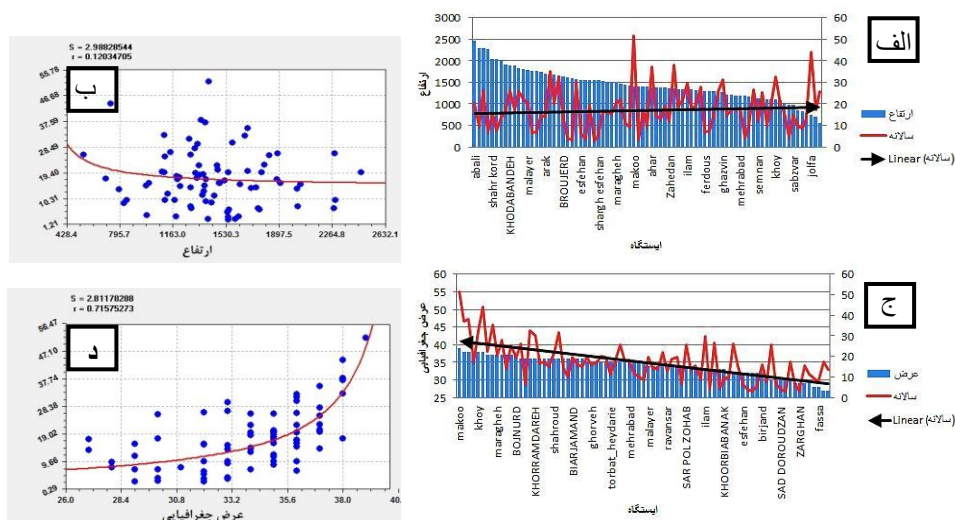 الف
3000
2500
2000
1500
1000
500
0
60
50
40
30
20
10
0
ارتفاع
abali
shahr kord
KHODABANDEH
malayer
arak
BROUJERD
esfehan
shargh esfehan
maragheh
makoo
ahar
Zahedan
ilam
ferdous
ghazvin
mehrabad
semnan
khoy
sabzvar
jolfa
ایستگاه
ارتفاع
سالانه
Linear (سالانه)
ب
S = 2.98828544
r = 0.12034705
55.76
46.68
37.59
28.49
19.40
10.31
1.21
428.4 795.7 1163.0 1530.3 1897.5 2264.8 2632.1
ارتفاع
ج
60
55
50
45
40
35
30
25
60
50
40
30
20
10
0
عرض جغرافیایی
makoo
khoy
maragheh
BOJNURD
KHORRAMDAREH
shahroud
BIARJAMAND
ghorveh
torbat_heydarie
mehrabad
malayer
ravansar
SAR POL ZOHAB
ilam
KHORBIABANAK
esfehan
birjand
SAD DOROUDZAN
ZARGHAN
fassa
ایستگاه
عرض
سالانه
Linear (سالانه)
د
S = 2.81178288
r = 0.71575273
56.47
47.10
37.74
28.38
19.02
9.66
0.29
26.0 28.4 30.8 33.2 35.6 38.0 40.
عرض جغرافیایی